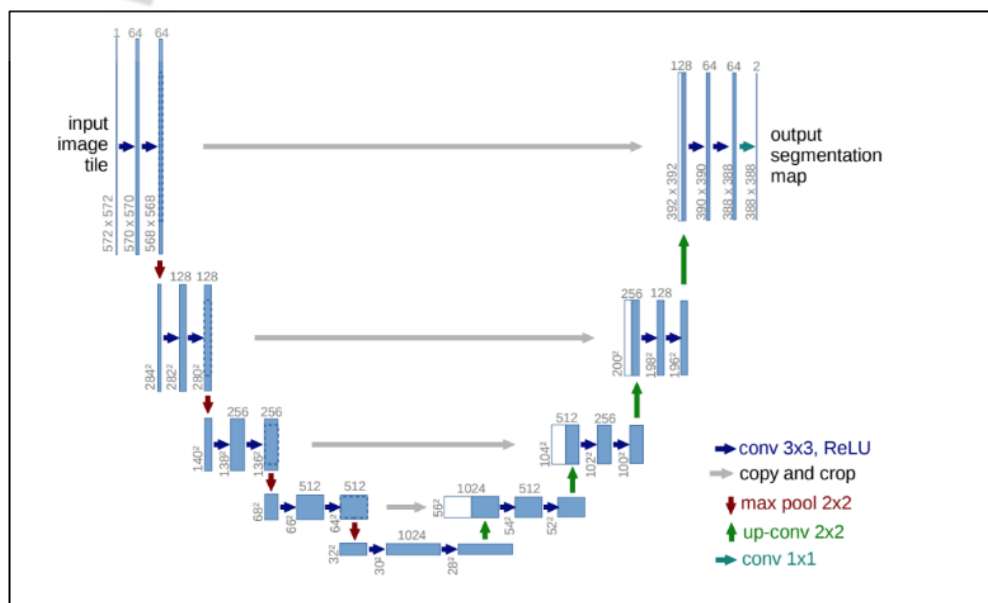 1 64 64
128 64 64 2
input
image
tile
output
segmentation
map
572 x 572
570 x 570
568 x 568
392 x 392
390 x 390
388 x 388
388 x 388
128 128
256 128
284²
282²
280²
200²
198²
196²
256 256
512 256
140²
138²
136²
104²
102²
100²
512 512
1024 512
68²
66²
64²
56²
54²
52²
1024
32²
30²
28²
conv 3x3, ReLU
copy and crop
max pool 2x2
up-conv 2x2
conv 1x1